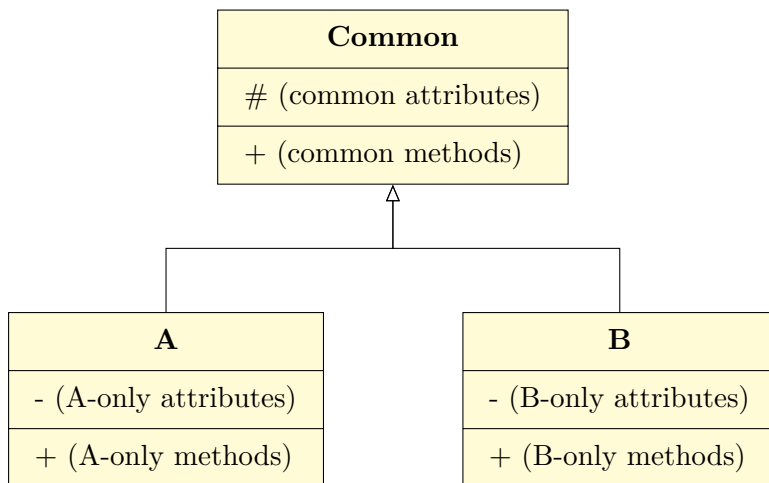 Common
# (common attributes)
+ (common methods)
A
- (A-only attributes)
+ (A-only methods)
B
- (B-only attributes)
+ (B-only methods)